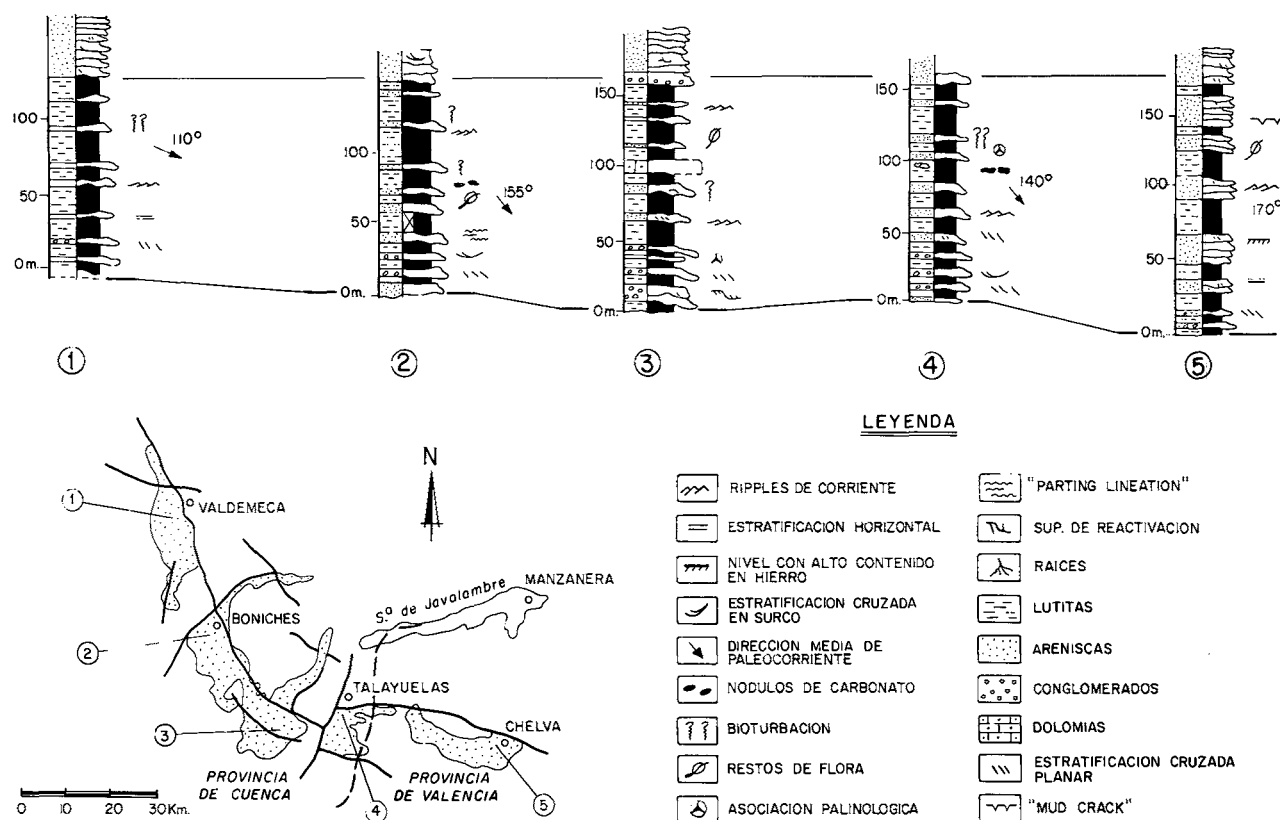 100
50
0m
110°
100
50
0m.
155°
150
100
50
0m.
150
100
50
0m.
140°
150
100
50
0m.
170°
1
2
3
4
5
LEYENDA
N
1
VALDEMECA
BONICHES
2
Sª de Javalambre
MANZANERA
TALAYUELAS
CHELVA
3
4
5
PROVINCIA
DE CUENCA
PROVINCIA
DE VALENCIA
0 10 20 30 Km.
RIPPLES DE CORRIENTE
ESTRATIFICACION HORIZONTAL
NIVEL CON ALTO CONTENIDO
EN HIERRO
ESTRATIFICACION CRUZADA
EN SURCO
DIRECCION MEDIA DE
PALEOCORRIENTE
NODULOS DE CARBONATO
BIOTURBACION
RESTOS DE FLORA
ASOCIACION PALINOLOGICA
"PARTING LINEATION"
SUP. DE REACTIVACION
RAICES
LUTITAS
ARENISCAS
CONGLOMERADOS
DOLOMIAS
ESTRATIFICACION CRUZADA
PLANAR
"MUD CRACK"